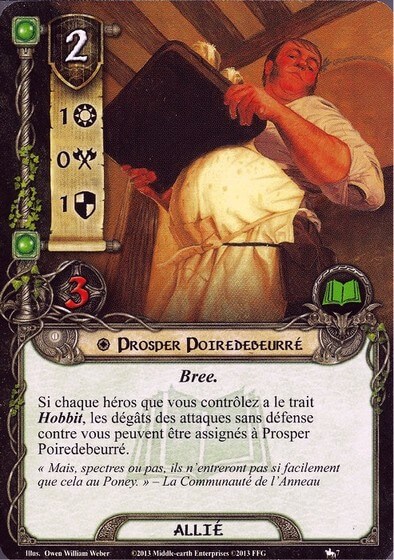 2
1
0
1
3
Prosper Poiredebeurré
Bree.
Si chaque héros que vous contrôlez a le trait
Hobbit, les dégâts des attaques sans défense
contre vous peuvent être assignés à Prosper
Poiredebeurré.
« Mais, spectres ou pas, ils n'entreront pas si facilement
que cela au Poney. » – La Communauté de l'Anneau
ALLIÉ
Illus. Owen William Weber ©2013 Middle-earth Enterprises ©2013 FFG 7